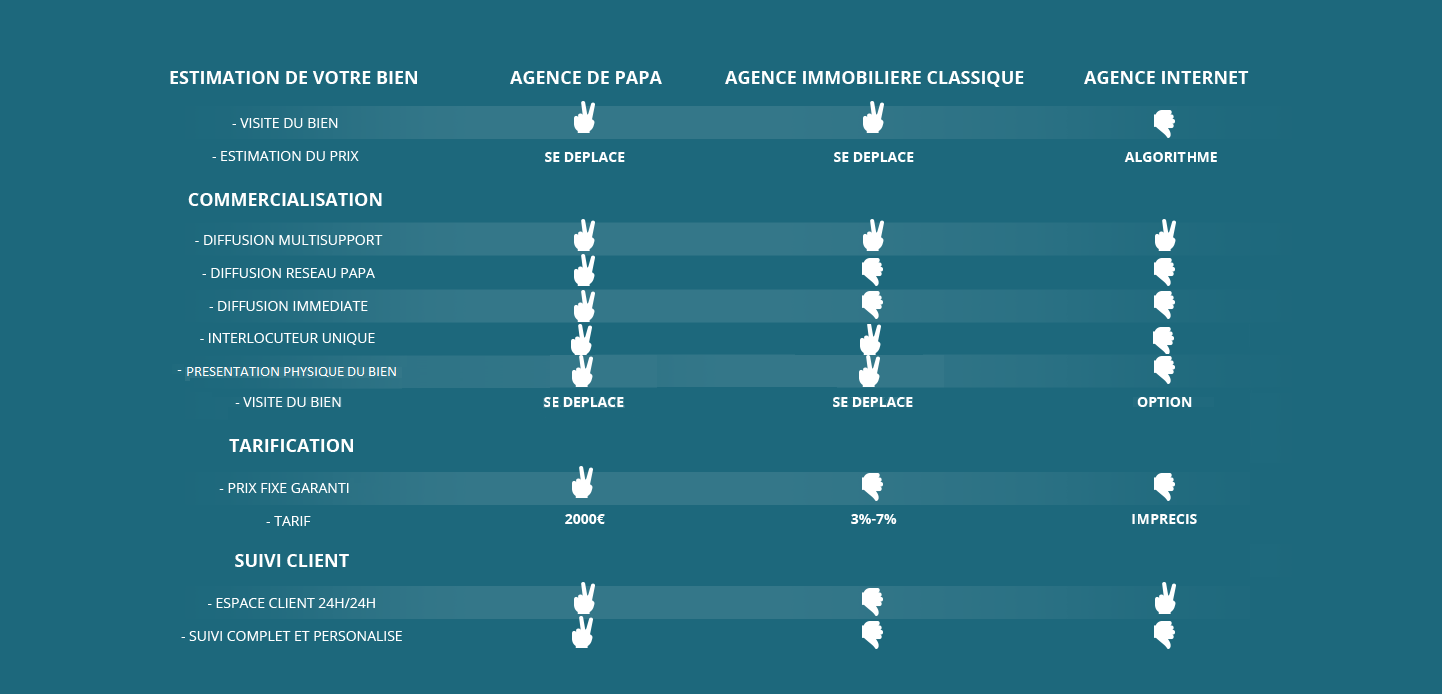 ESTIMATION DE VOTRE BIEN AGENCE DE PAPA AGENCE IMMOBILIERE CLASSIQUE AGENCE INTERNET
- VISITE DU BIEN
- ESTIMATION DU PRIX SE DEPLACE SE DEPLACE ALGORITHME
COMMERCIALISATION
- DIFFUSION MULTISUPPORT
- DIFFUSION RESEAU PAPA
- DIFFUSION IMMEDIATE
- INTERLOCUTEUR UNIQUE
- PRESENTATION PHYSIQUE DU BIEN
- VISITE DU BIEN SE DEPLACE SE DEPLACE OPTION
TARIFICATION
- PRIX FIXE GARANTI
- TARIF 2000€ 3%-7% IMPRECIS
SUIVI CLIENT
- ESPACE CLIENT 24H/24H
- SUIVI COMPLET ET PERSONALISE